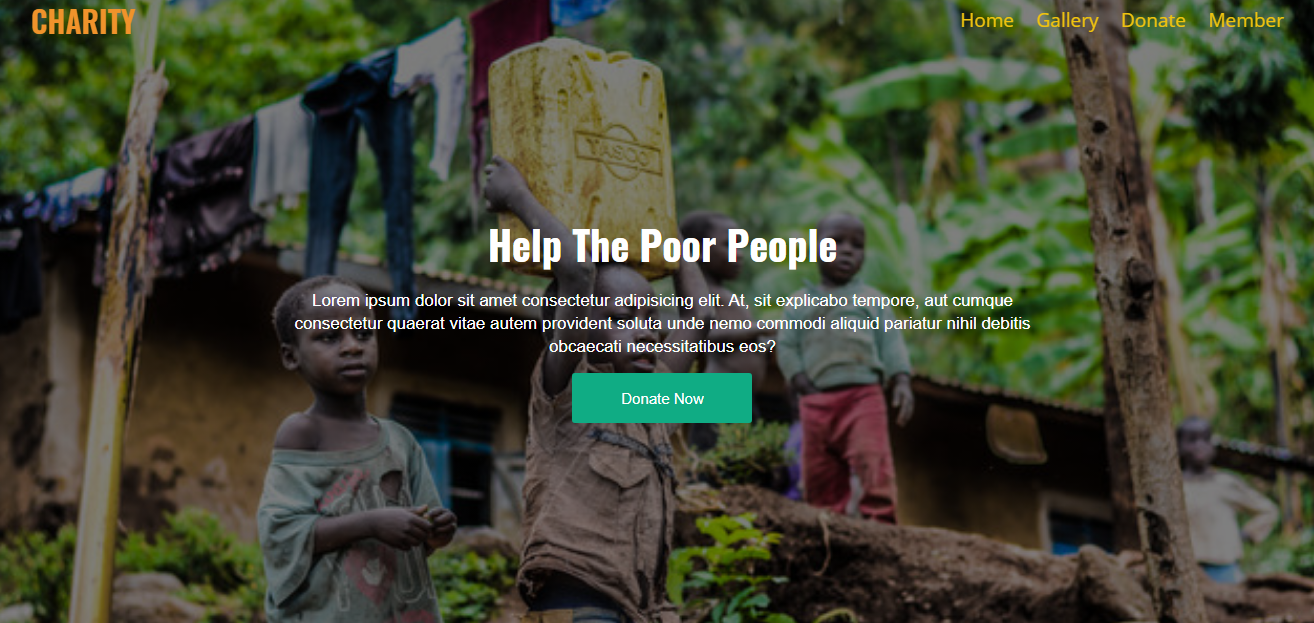 CHARITY
Home Gallery Donate Member
TASCO
Help The Poor People
Lorem ipsum dolor sit amet consectetur adipisicing elit. At, sit explicabo tempore, aut cumque
consectetur quaerat vitae autem provident soluta unde nemo commodi aliquid pariatur nihil debitis
obcaecati necessitatibus eos?
Donate Now